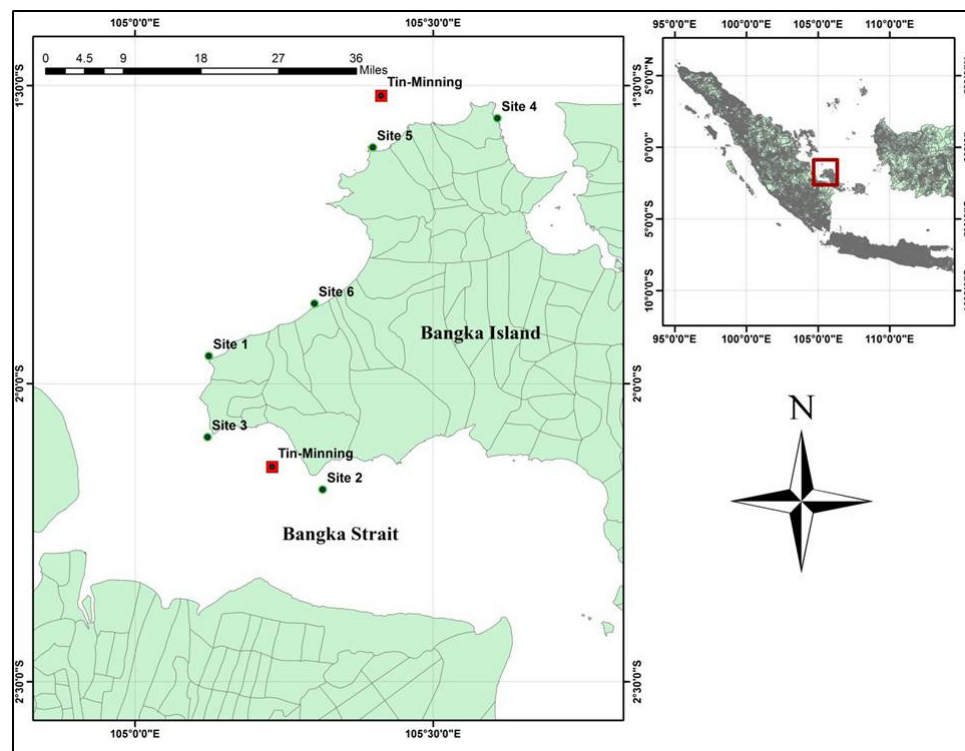 105°0'0"E 105°30'0"E
0 4.5 9 18 27 36
Miles
Tin-Minning
1°30'0"S
Site 4
Site 5
Site 6
Bangka Island
Site 1
2°0'0"S 2°0'0"S
Site 3
Tin-Minning
Site 2
Bangka Strait
2°30'0"S 2°30'0"S
105°0'0"E 105°30'0"E
95°0'0"E 100°0'0"E 105°0'0"E 110°0'0"E
5°0'0"N
0°0'0"
5°0'0"S
10°0'0"S
95°0'0"E 100°0'0"E 105°0'0"E 110°0'0"E
N